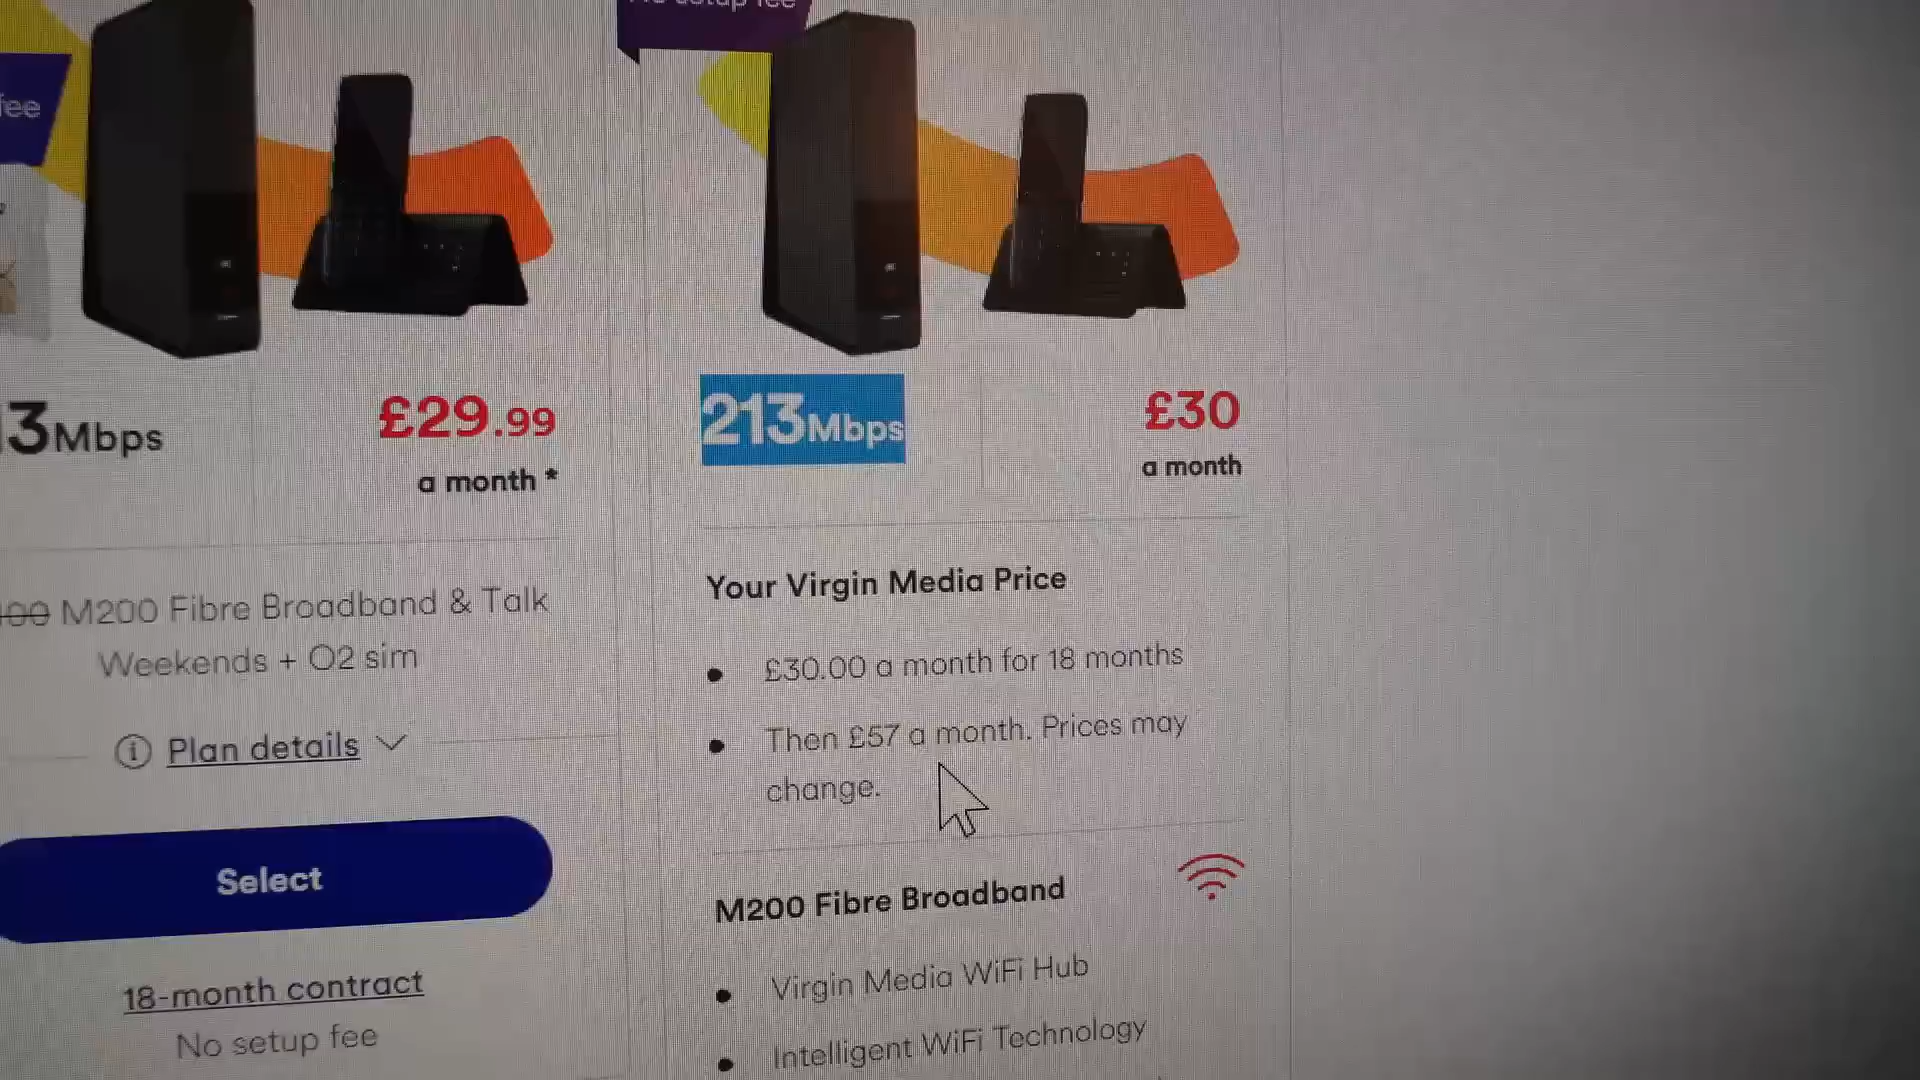 fee
3Mbps
£29.99
a month *
M200 Fibre Broadband & Talk
Weekends + O2 sim
Plan details
Select
18-month contract
No setup fee
213Mbps
£30
a month
Your Virgin Media Price
£30.00 a month for 18 months
Then £57 a month. Prices may
change.
M200 Fibre Broadband
Virgin Media WiFi Hub
Intelligent WiFi Technology